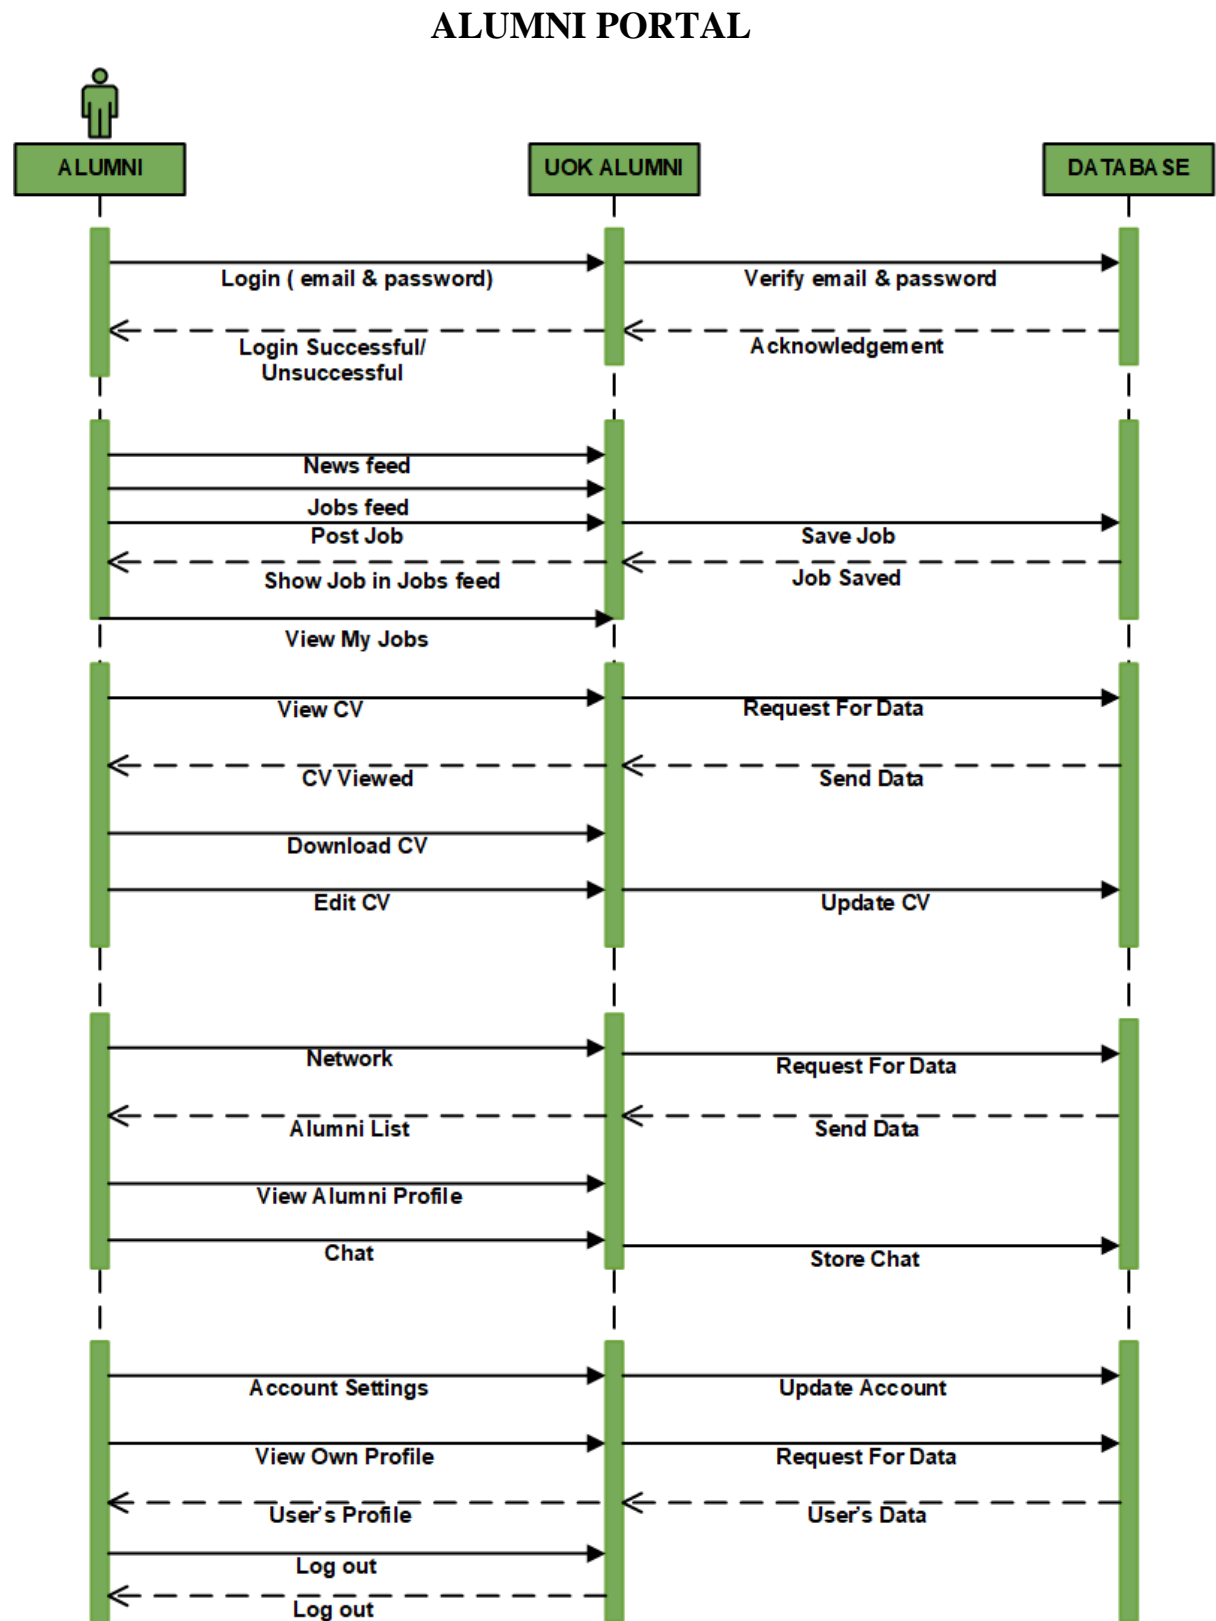 ALUMNI PORTAL
ALUMNI
UOK ALUMNI
DATABASE
Login ( email & password)
Verify email & password
Login Successful/
Unsuccessful
Acknowledgement
News feed
Jobs feed
Post Job
Save Job
Show Job in Jobs feed
Job Saved
View My Jobs
View CV
Request For Data
CV Viewed
Send Data
Download CV
Edit CV
Update CV
Network
Request For Data
Alumni List
Send Data
View Alumni Profile
Chat
Store Chat
Account Settings
Update Account
View Own Profile
Request For Data
User's Profile
User's Data
Log out
Log out